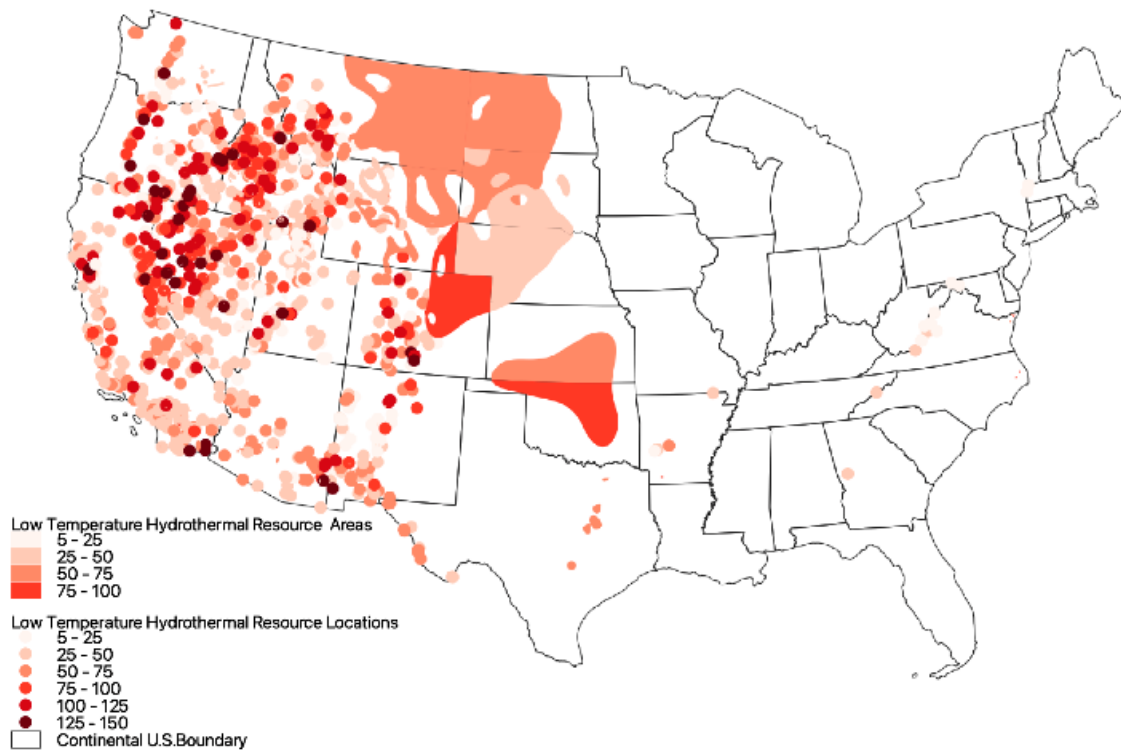 Low Temperature Hydrothermal Resource Areas
5 - 25
25 - 50
50 - 75
75 - 100
Low Temperature Hydrothermal Resource Locations
5 - 25
25 - 50
50 - 75
75 - 100
100 - 125
125 - 150
Continental U.S.Boundary